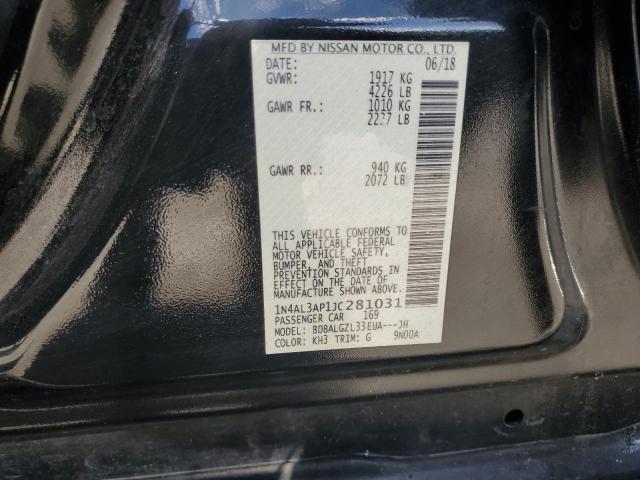 MFD BY NISSAN MOTOR CO., LTD.
DATE: 06/18
GVWR: 1917 KG
4226 LB
GAWR FR.: 1010 KG
2227 LB
GAWR RR.: 940 KG
2072 LB
THIS VEHICLE CONFORMS TO
ALL APPLICABLE FEDERAL
MOTOR VEHICLE SAFETY,
BUMPER, AND THEFT
PREVENTION STANDARDS IN
EFFECT ON THE DATE OF
MANUFACTURE SHOWN ABOVE.
1N4AL3AP1JC281031
PASSENGER CAR 169
MODEL: BDBALGZL33EUA---JH
COLOR: KH3 TRIM: G 9N00A